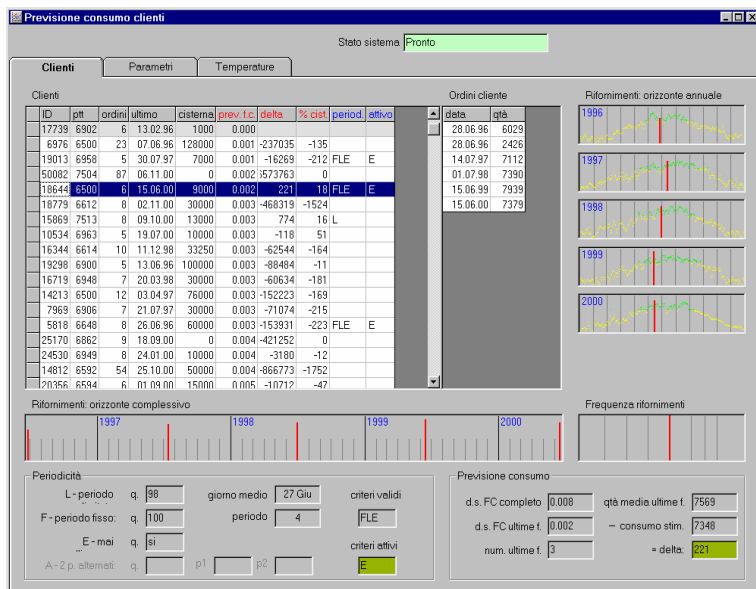 Previsione consumo clienti
Stato sistema Pronto
Clienti Parametri Temperature
Clienti
ID ptt ordini ultimo cisterna prev. f.c. delta % cist. period. attivo
17739 6902 6 13.02.96 1000 0.000
6976 6500 23 07.06.96 128000 0.001 -237035 -135
19013 6958 5 30.07.97 7000 0.001 -16269 -212 FLE E
50082 7504 87 06.11.00 0 0.002 i573763 0
18644 6500 6 15.06.00 9000 0.002 221 18 FLE E
18779 6612 8 02.11.00 30000 0.003 -468319 -1524
15869 7513 8 09.10.00 13000 0.003 774 16 L
10534 6963 5 19.07.00 10000 0.003 -118 51
16344 6614 10 11.12.98 33250 0.003 -62544 -164
19298 6900 5 13.06.96 100000 0.003 -88484 -11
16719 6948 7 20.03.98 30000 0.003 -60634 -181
14213 6500 12 03.04.97 76000 0.003 -152223 -169
7969 6906 7 21.07.97 30000 0.003 -71074 -215
5818 6648 8 26.06.96 60000 0.003 -153931 -223 FLE E
25170 6862 9 18.09.00 0 0.004 -421252 0
24530 6949 8 24.01.00 10000 0.004 -3180 -12
14812 6592 54 25.10.00 50000 0.004 -866773 -1752
20356 6594 6 01.09.00 15000 0.005 -10712 -47
Ordini cliente
data qtà
28.06.96 6029
28.06.96 2426
14.07.97 7112
01.07.98 7390
15.06.99 7939
15.06.00 7379
Rifornimenti: orizzonte annuale
1996
1997
1998
1999
2000
Rifornimenti: orizzonte complessivo
1997 1998 1999 2000
Frequenza rifornimenti
Periodicità
L - periodo q. 98 giorno medio 27 Giu criteri validi
F - periodo fisso: q. 100 periodo 4 FLE
E - mai q. si criteri attivi
A - 2 p. alternati: q. p1 p2 E
Previsione consumo
d.s. FC completo 0.008 qtà media ultime f. 7569
d.s. FC ultime f. 0.002 – consumo stim. 7348
num. ultime f. 3 = delta: 221